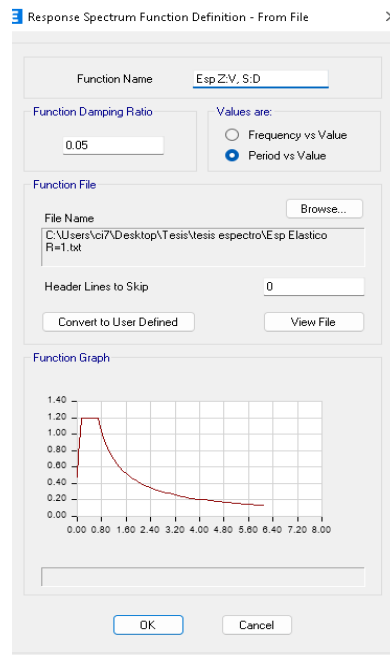 Response Spectrum Function Definition - From File
Function Name
Esp Z:V, S:D
Function Damping Ratio
0.05
Values are:
Frequency vs Value
Period vs Value
Function File
Browse...
File Name
C:\Users\ci7\Desktop\Tesis\tesis espectro\Esp Elastico
R=1.txt
Header Lines to Skip
0
Convert to User Defined
View File
Function Graph
1.40
1.20
1.00
0.80
0.60
0.40
0.20
0.00
0.00 0.80 1.60 2.40 3.20 4.00 4.80 5.60 6.40 7.20 8.00
OK
Cancel